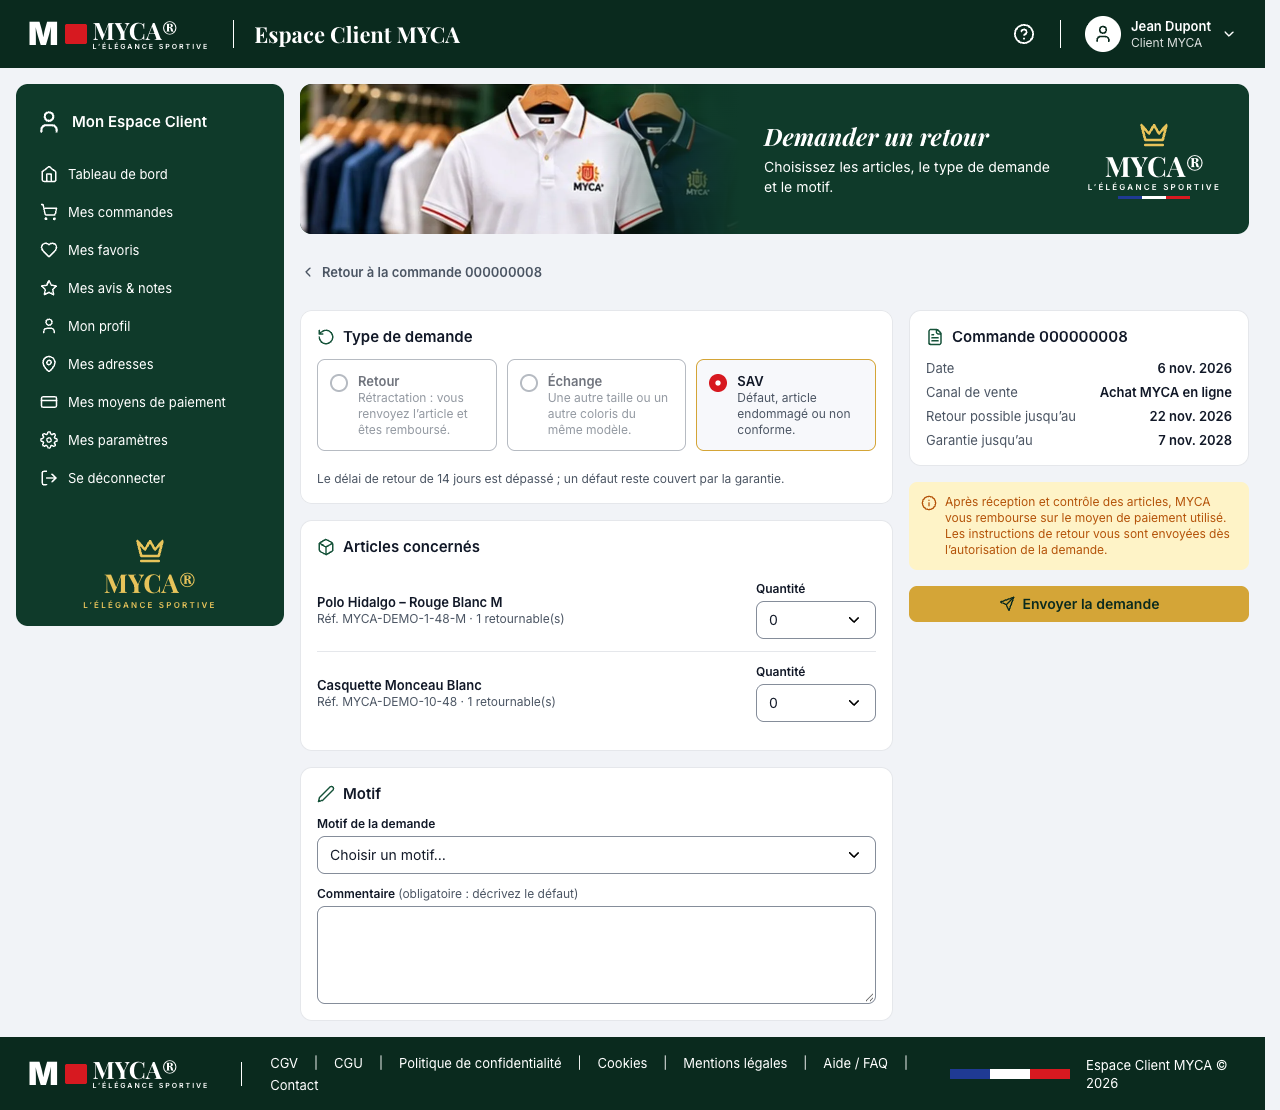 M MYCA®
L'ÉLÉGANCE SPORTIVE
Espace Client MYCA
Jean Dupont
Client MYCA
Mon Espace Client
Tableau de bord
Mes commandes
Mes favoris
Mes avis & notes
Mon profil
Mes adresses
Mes moyens de paiement
Mes paramètres
Se déconnecter
MYCA®
L'ÉLÉGANCE SPORTIVE
MYCA®
MYCA®
Demander un retour
Choisissez les articles, le type de demande
et le motif.
MYCA®
L'ÉLÉGANCE SPORTIVE
Retour à la commande 000000008
Type de demande
Retour
Rétractation : vous
renvoyez l'article et
êtes remboursé.
Échange
Une autre taille ou un
autre coloris du
même modèle.
SAV
Défaut, article
endommagé ou non
conforme.
Le délai de retour de 14 jours est dépassé ; un défaut reste couvert par la garantie.
Articles concernés
Polo Hidalgo – Rouge Blanc M
Réf. MYCA-DEMO-1-48-M · 1 retournable(s)
Quantité
0
Casquette Monceau Blanc
Réf. MYCA-DEMO-10-48 · 1 retournable(s)
Quantité
0
Motif
Motif de la demande
Choisir un motif...
Commentaire (obligatoire : décrivez le défaut)
Commande 000000008
Date 6 nov. 2026
Canal de vente Achat MYCA en ligne
Retour possible jusqu'au 22 nov. 2026
Garantie jusqu'au 7 nov. 2028
Après réception et contrôle des articles, MYCA
vous rembourse sur le moyen de paiement utilisé.
Les instructions de retour vous sont envoyées dès
l'autorisation de la demande.
Envoyer la demande
M MYCA®
L'ÉLÉGANCE SPORTIVE
CGV | CGU | Politique de confidentialité | Cookies | Mentions légales | Aide / FAQ |
Contact
Espace Client MYCA ©
2026